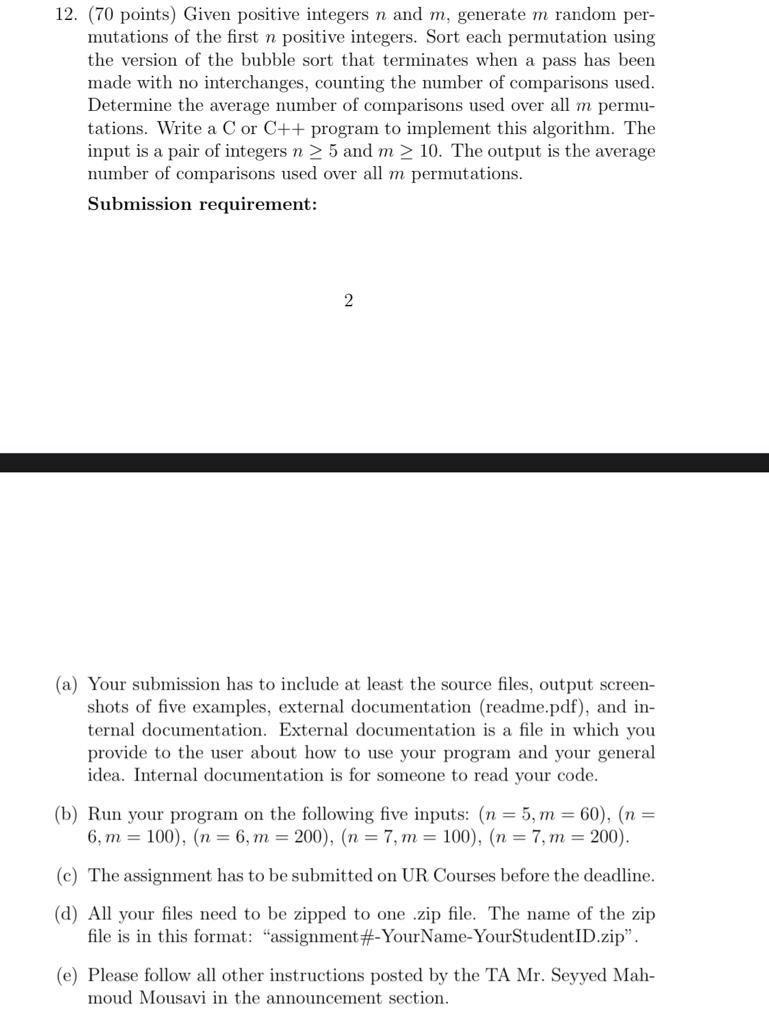 12. (70 points) Given positive integers n and m, generate m random per-
mutations of the first n positive integers. Sort each permutation using
the version of the bubble sort that terminates when a pass has been
made with no interchanges, counting the number of comparisons used.
Determine the average number of comparisons used over all m permu-
tations. Write a C or C++ program to implement this algorithm. The
input is a pair of integers n ≥ 5 and m ≥ 10. The output is the average
number of comparisons used over all m permutations.
Submission requirement:
2
(a) Your submission has to include at least the source files, output screen-
shots of five examples, external documentation (readme.pdf), and in-
ternal documentation. External documentation is a file in which you
provide to the user about how to use your program and your general
idea. Internal documentation is for someone to read your code.
(b) Run your program on the following five inputs: (n = 5, m = 60), (n =
6, m = 100), (n = 6, m = 200), (n = 7, m = 100), (n = 7, m = 200).
(c) The assignment has to be submitted on UR Courses before the deadline.
(d) All your files need to be zipped to one .zip file. The name of the zip
file is in this format: “assignment#-YourName-YourStudentID.zip”.
(e) Please follow all other instructions posted by the TA Mr. Seyyed Mah-
moud Mousavi in the announcement section.